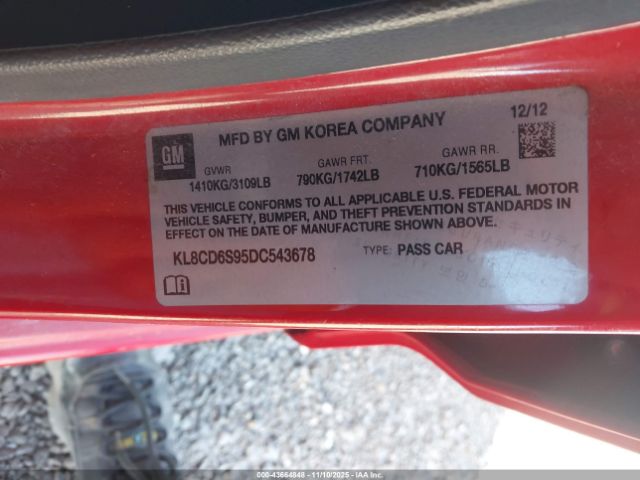 MFD BY GM KOREA COMPANY
12/12
GM
GVWR
GAWR FRT.
GAWR RR.
1410KG/3109LB
790KG/1742LB
710KG/1565LB
THIS VEHICLE CONFORMS TO ALL APPLICABLE U.S. FEDERAL MOTOR
VEHICLE SAFETY, BUMPER, AND THEFT PREVENTION STANDARDS IN
EFFECT ON THE DATE OF MANUFACTURE SHOWN ABOVE.
KL8CD6S95DC543678
TYPE: PASS CAR
000-43664848 - 11/10/2025 - IAA Inc.